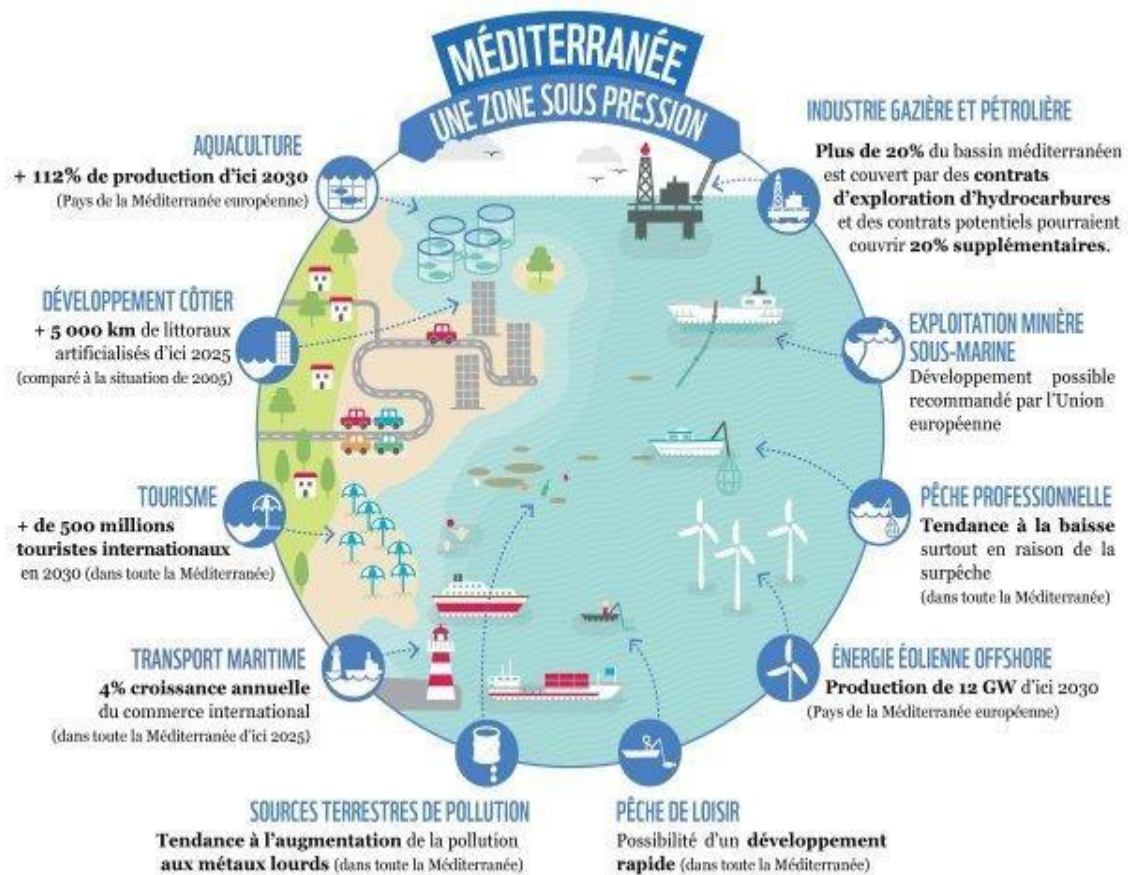 MÉDITERRANÉE
UNE ZONE SOUS PRESSION
AQUACULTURE
+ 112% de production d'ici 2030
(Pays de la Méditerranée européenne)
DÉVELOPPEMENT CÔTIER
+ 5 000 km de littoraux
artificialisés d'ici 2025
(comparé à la situation de 2005)
TOURISME
+ de 500 millions
touristes internationaux
en 2030 (dans toute la Méditerranée)
TRANSPORT MARITIME
4% croissance annuelle
du commerce international
(dans toute la Méditerranée d'ici 2025)
SOURCES TERRESTRES DE POLLUTION
Tendance à l'augmentation de la pollution
aux métaux lourds (dans toute la Méditerranée)
PÊCHE DE LOISIR
Possibilité d'un développement
rapide (dans toute la Méditerranée)
INDUSTRIE GAZIÈRE ET PÉTROLIÈRE
Plus de 20% du bassin méditerranéen
est couvert par des contrats
d'exploration d'hydrocarbures
et des contrats potentiels pourraient
couvrir 20% supplémentaires.
EXPLOITATION MINIÈRE
SOUS-MARINE
Développement possible
recommandé par l'Union
européenne
PÊCHE PROFESSIONNELLE
Tendance à la baisse
surtout en raison de la
surpêche
(dans toute la Méditerranée)
ÉNERGIE ÉOLIENNE OFFSHORE
Production de 12 GW d'ici 2030
(Pays de la Méditerranée européenne)